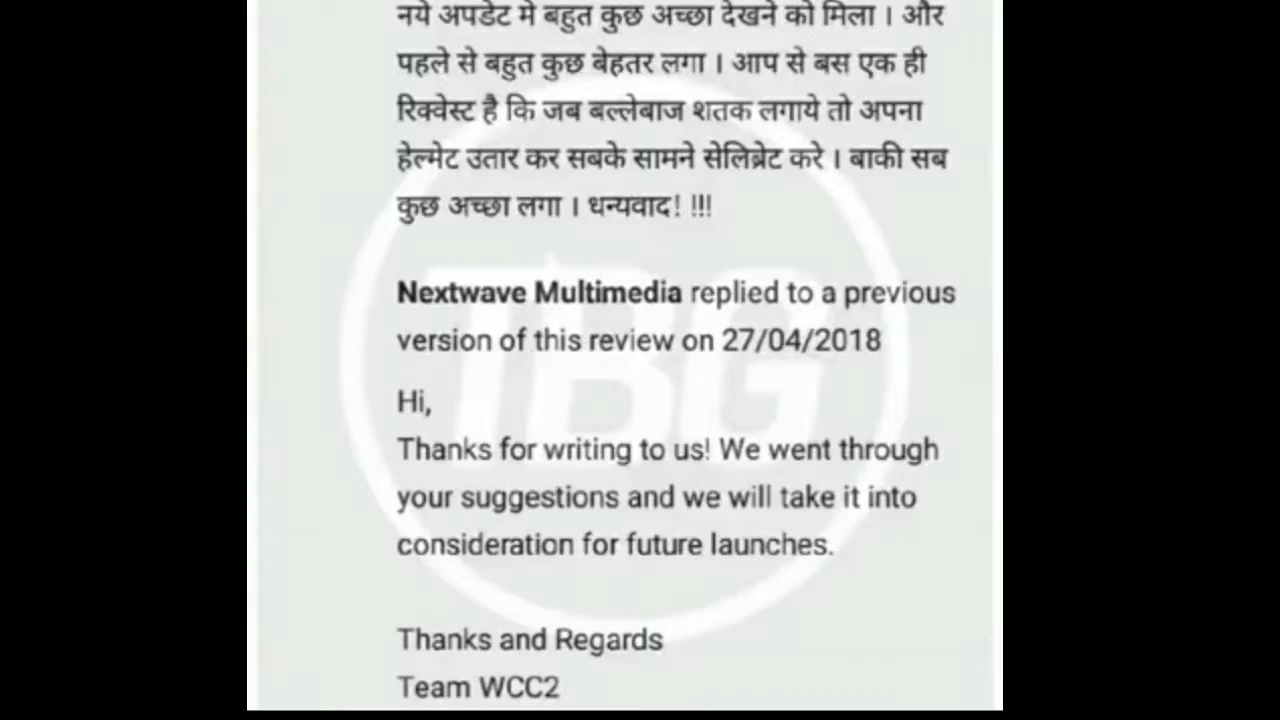 नये अपडेट मे बहुत कुछ अच्छा देखने को मिला । और
पहले से बहुत कुछ बेहतर लगा । आप से बस एक ही
रिक्वेस्ट है कि जब बल्लेबाज शतक लगाये तो अपना
हेल्मेट उतार कर सबके सामने सेलिब्रेट करे । बाकी सब
कुछ अच्छा लगा । धन्यवाद! !!!
Nextwave Multimedia replied to a previous
version of this review on 27/04/2018
Hi,
Thanks for writing to us! We went through
your suggestions and we will take it into
consideration for future launches.
Thanks and Regards
Team WCC2
TBG